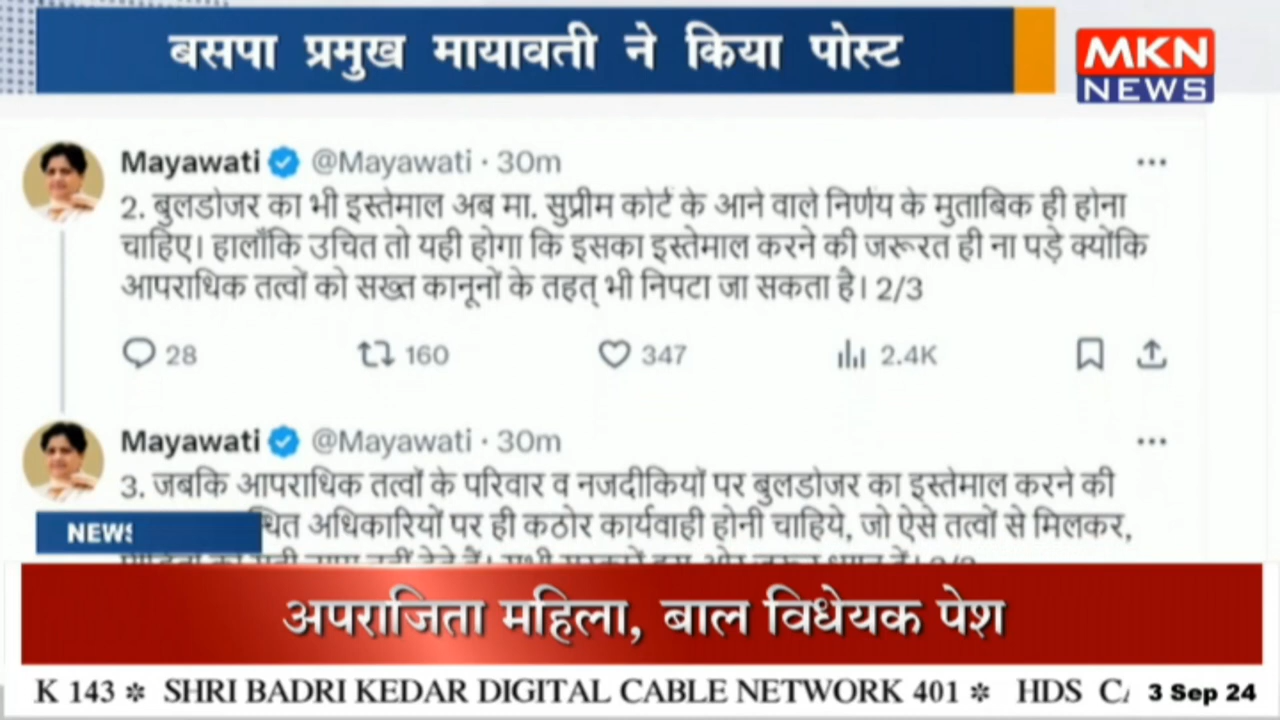 बसपा प्रमुख मायावती ने किया पोस्ट
MKN
NEWS
Mayawati @Mayawati · 30m
2. बुलडोजर का भी इस्तेमाल अब मा. सुप्रीम कोर्ट के आने वाले निर्णय के मुताबिक ही होना
चाहिए। हालाँकि उचित तो यही होगा कि इसका इस्तेमाल करने की जरूरत ही ना पड़े क्योंकि
आपराधिक तत्वों को सख्त कानूनों के तहत् भी निपटा जा सकता है। 2/3
28 160 347 2.4K
Mayawati @Mayawati · 30m
3. जबकि आपराधिक तत्वों के परिवार व नजदीकियों पर बुलडोजर का इस्तेमाल करने की
अधिकारियों पर ही कठोर कार्यवाही होनी चाहिये, जो ऐसे तत्वों से मिलकर,
NEWS
अपराजिता महिला, बाल विधेयक पेश
K 143 ✲ SHRI BADRI KEDAR DIGITAL CABLE NETWORK 401 ✲ HDS 3 Sep 24